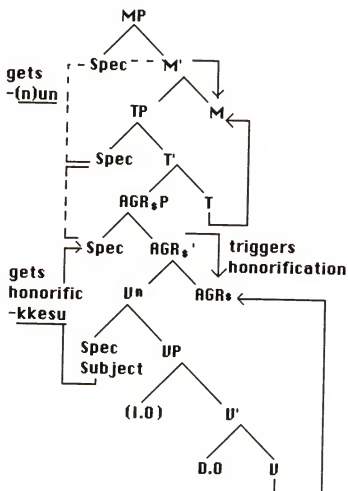 MP
gets Spec M'
-(n)un
TP M
Spec T'
AGRsP T
Spec AGRs' triggers
honorification
gets
honorific Vn AGRs
-kkesu
Spec VP
Subject
(I.O) V'
D.O V